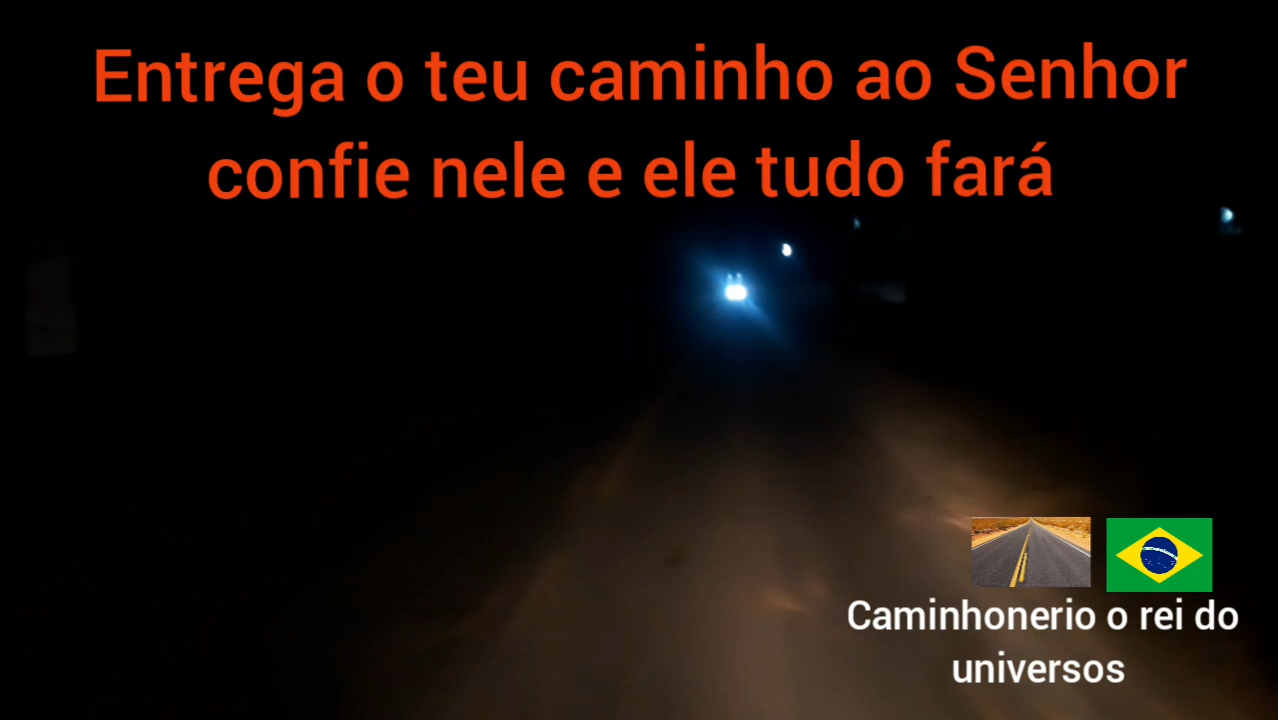 Entrega o teu caminho ao Senhor
confie nele e ele tudo fará
Caminhonerio o rei do
universos